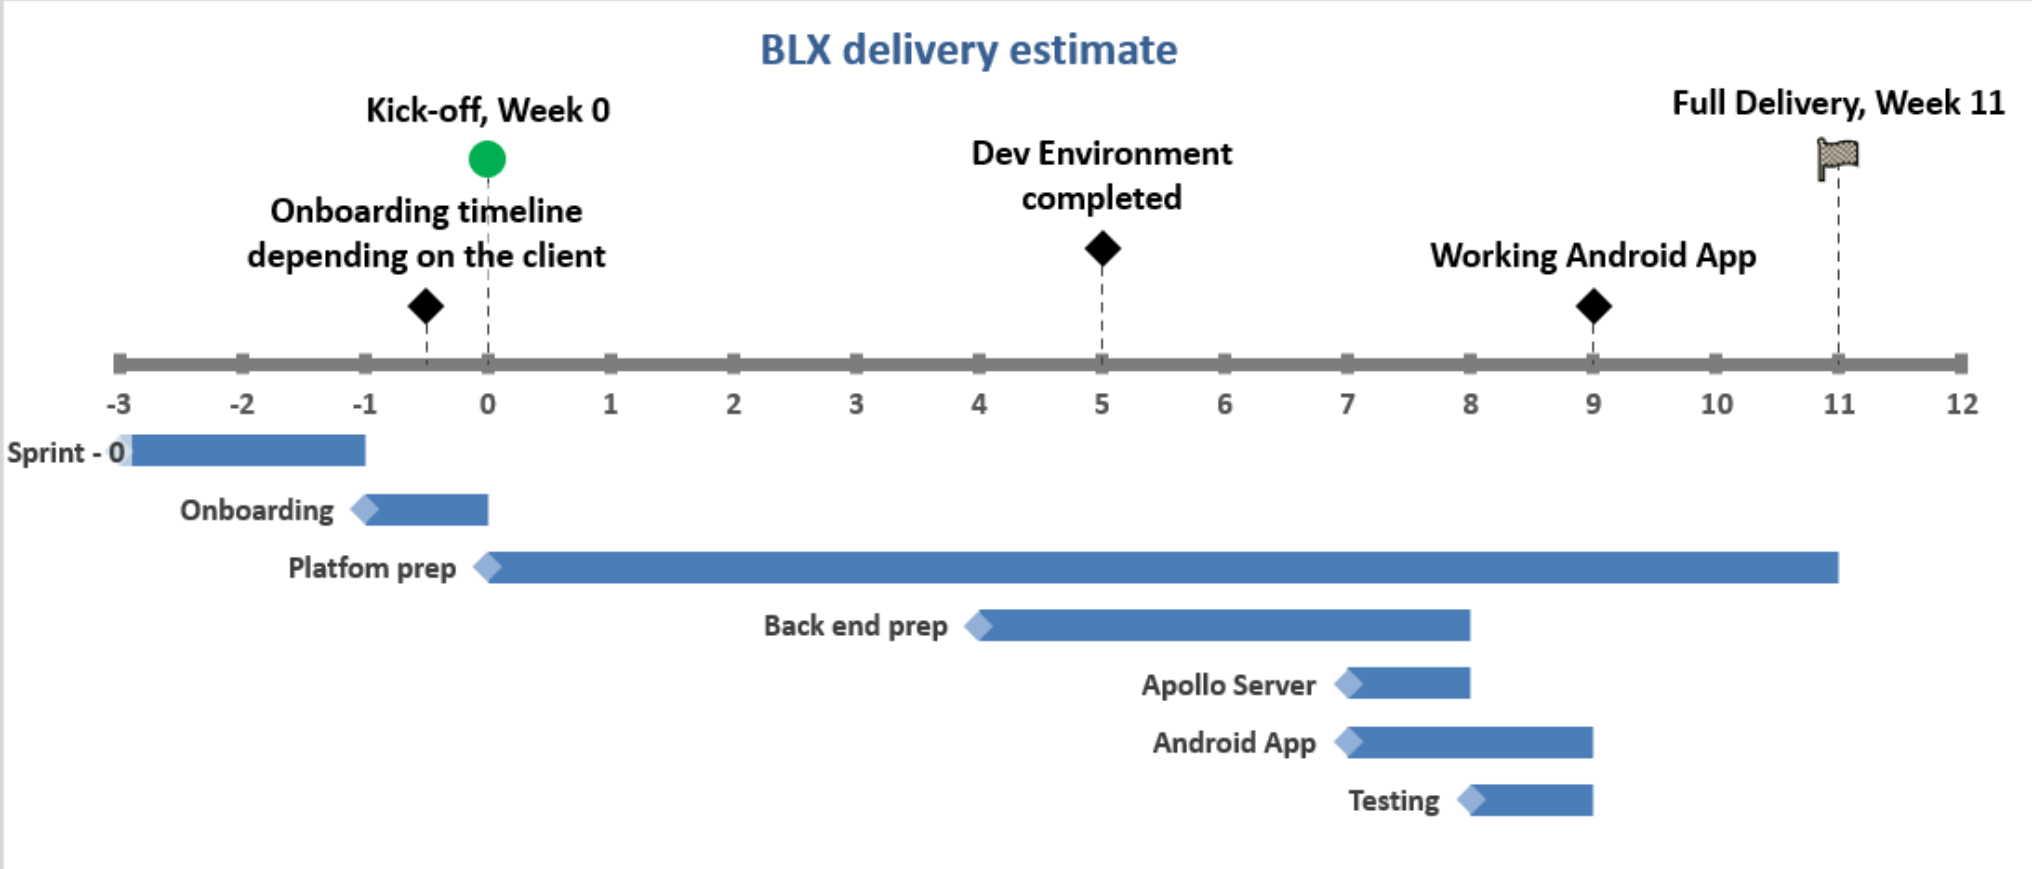 BLX delivery estimate
Kick-off, Week 0
Full Delivery, Week 11
Dev Environment
completed
Onboarding timeline
depending on the client
Working Android App
-3 -2 -1 0 1 2 3 4 5 6 7 8 9 10 11 12
Sprint - 0
Onboarding
Platfom prep
Back end prep
Apollo Server
Android App
Testing